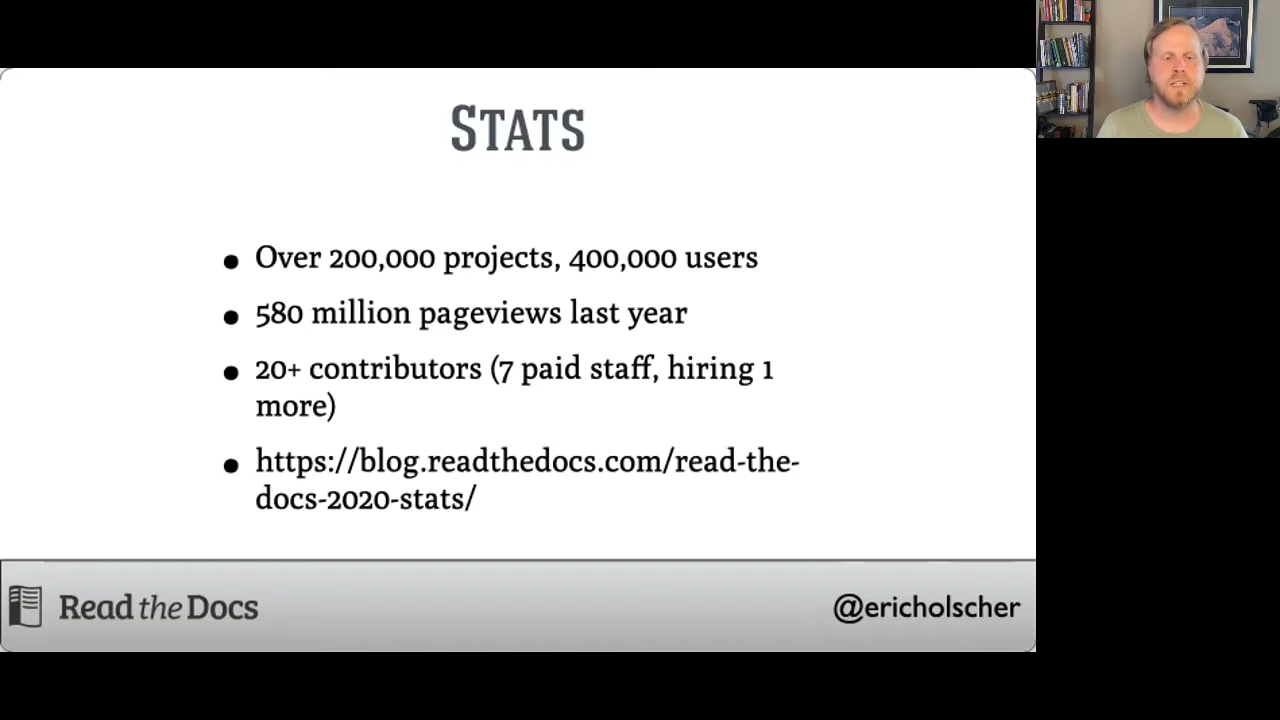 STATS
Over 200,000 projects, 400,000 users
580 million pageviews last year
20+ contributors (7 paid staff, hiring 1
more)
https://blog.readthedocs.com/read-the-
docs-2020-stats/
Read the Docs
@ericholscher